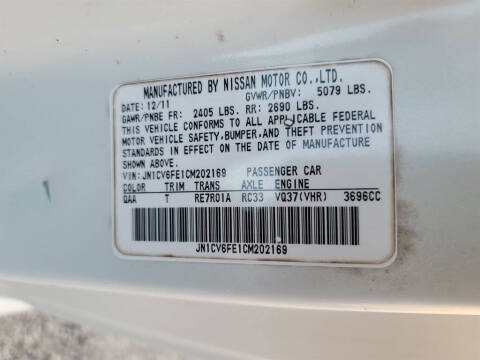 MANUFACTURED BY NISSAN MOTOR CO.,LTD.
DATE: 12/11 GVWR/PNBV: 5079 LBS.
GAWR/PNBE FR: 2405 LBS. RR: 2690 LBS.
THIS VEHICLE CONFORMS TO ALL APPLICABLE FEDERAL
MOTOR VEHICLE SAFETY,BUMPER,AND THEFT PREVENTION
STANDARDS IN EFFECT ON THE DATE OF MANUFACTURE
SHOWN ABOVE.
VIN:JN1CV6FE1CM202169 PASSENGER CAR
COLOR TRIM TRANS AXLE ENGINE
QAA T RE7R01A RC33 VQ37(VHR) 3696CC
JN1CV6FE1CM202169